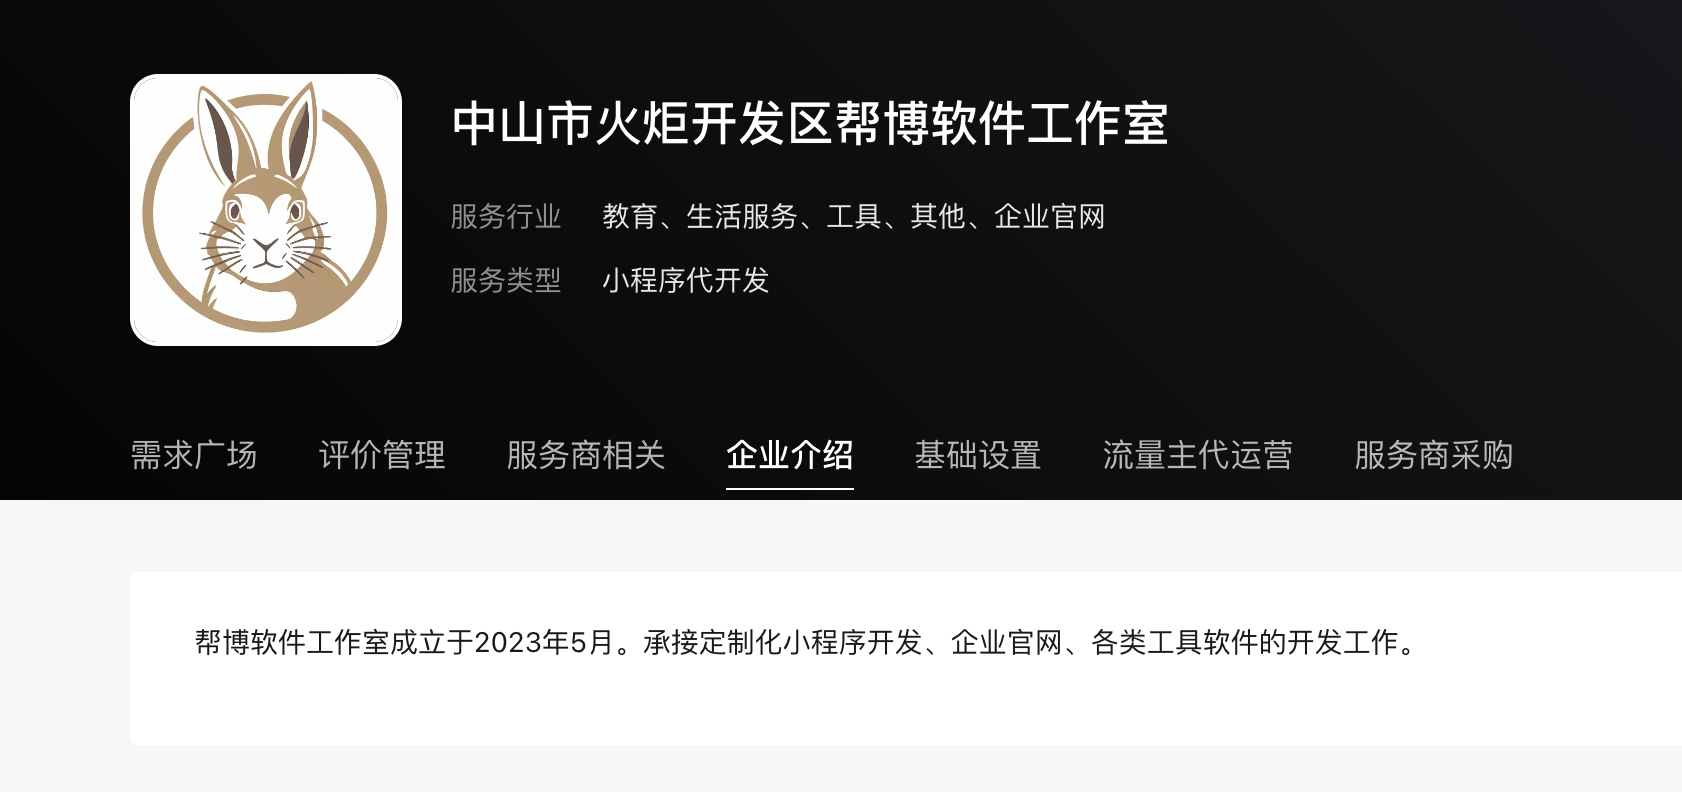 中山市火炬开发区帮博软件工作室
服务行业 教育、生活服务、工具、其他、企业官网
服务类型 小程序代开发
需求广场 评价管理 服务商相关 企业介绍 基础设置 流量主代运营 服务商采购
帮博软件工作室成立于2023年5月。承接定制化小程序开发、企业官网、各类工具软件的开发工作。